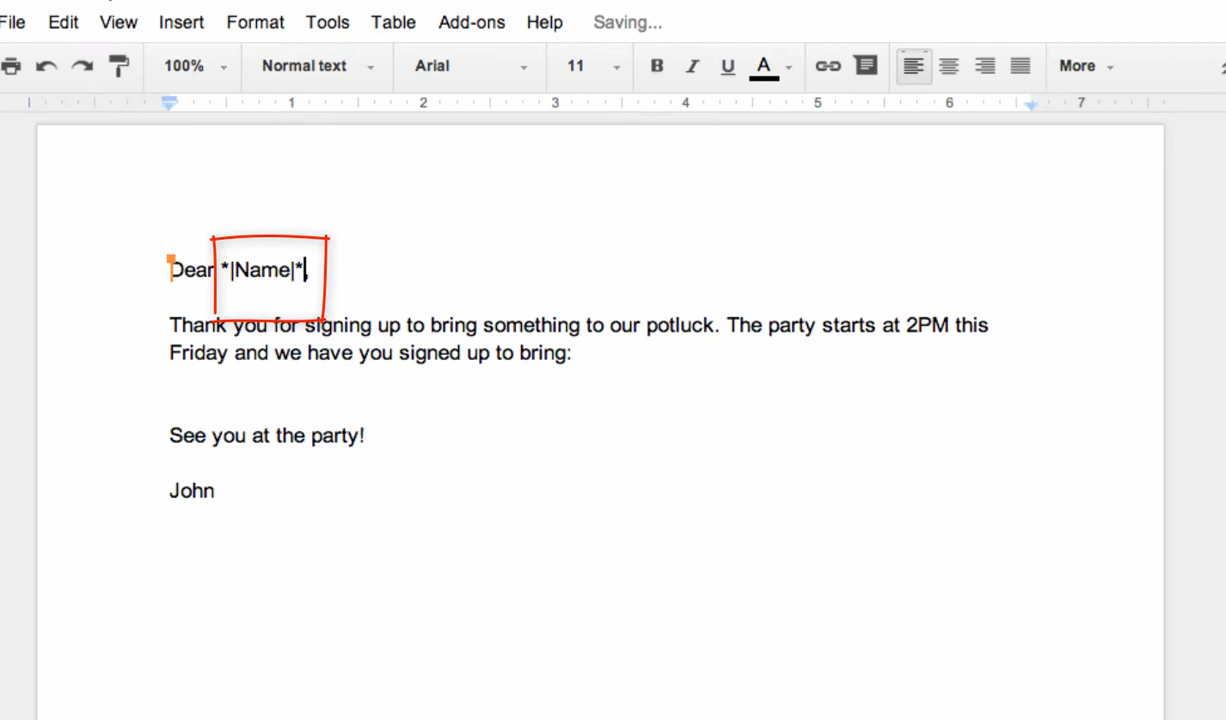 File Edit View Insert Format Tools Table Add-ons Help Saving...
100% Normal text Arial 11 B I U A More
1 2 3 4 5 6 7
Dear *|Name|*,
Thank you for signing up to bring something to our potluck. The party starts at 2PM this
Friday and we have you signed up to bring:
See you at the party!
John